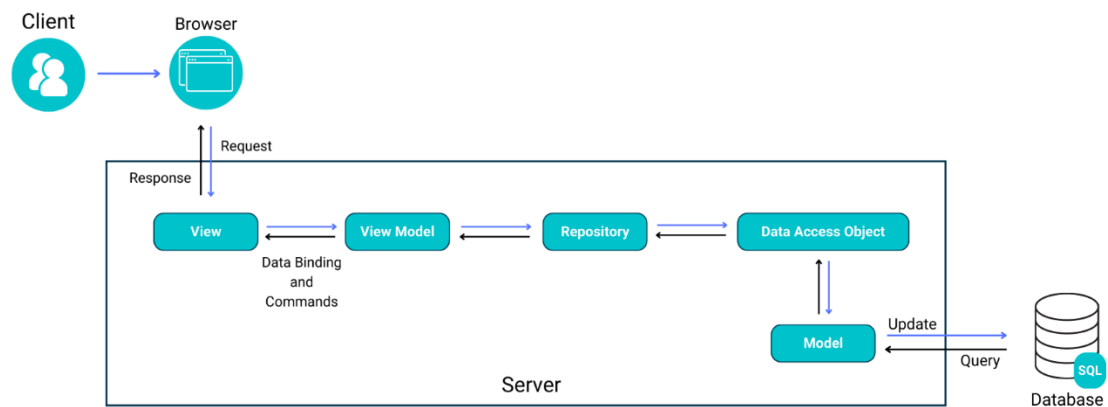 Client
Browser
Request
Response
View
View Model
Repository
Data Access Object
Data Binding
and
Commands
Model
Update
Query
SQL
Server
Database